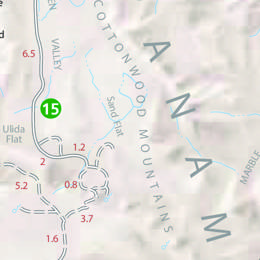 EN
VALLEY
COTTONWOOD MOUNTAINS
ANAM
6.5
15
Sand Flat
Ulida
Flat
1.2
2
MARBLE
5.2
0.8
3.7
1.6